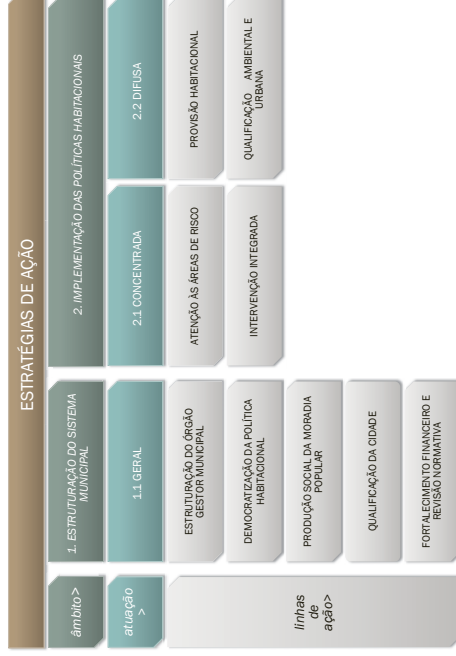 ESTRATÉGIAS DE AÇÃO
âmbito>
1. ESTRUTURAÇÃO DO SISTEMA
MUNICIPAL
2. IMPLEMENTAÇÃO DAS POLÍTICAS HABITACIONAIS
atuação
>
1.1 GERAL
2.1 CONCENTRADA
2.2 DIFUSA
linhas
de
ação>
ESTRUTURAÇÃO DO ÓRGÃO
GESTOR MUNICIPAL
ATENÇÃO ÀS ÁREAS DE RISCO
PROVISÃO HABITACIONAL
DEMOCRATIZAÇÃO DA POLÍTICA
HABITACIONAL
INTERVENÇÃO INTEGRADA
QUALIFICAÇÃO AMBIENTAL E
URBANA
PRODUÇÃO SOCIAL DA MORADIA
POPULAR
QUALIFICAÇÃO DA CIDADE
FORTALECIMENTO FINANCEIRO E
REVISÃO NORMATIVA